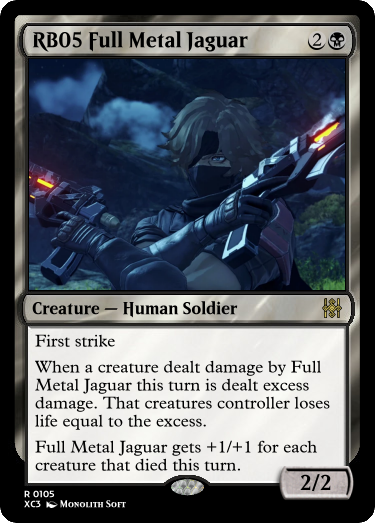 RB05 Full Metal Jaguar 2
Creature — Human Soldier
First strike
When a creature dealt damage by Full
Metal Jaguar this turn is dealt excess
damage. That creatures controller loses
life equal to the excess.
Full Metal Jaguar gets +1/+1 for each
creature that died this turn.
2/2
R 0105
XC3 Monolith Soft